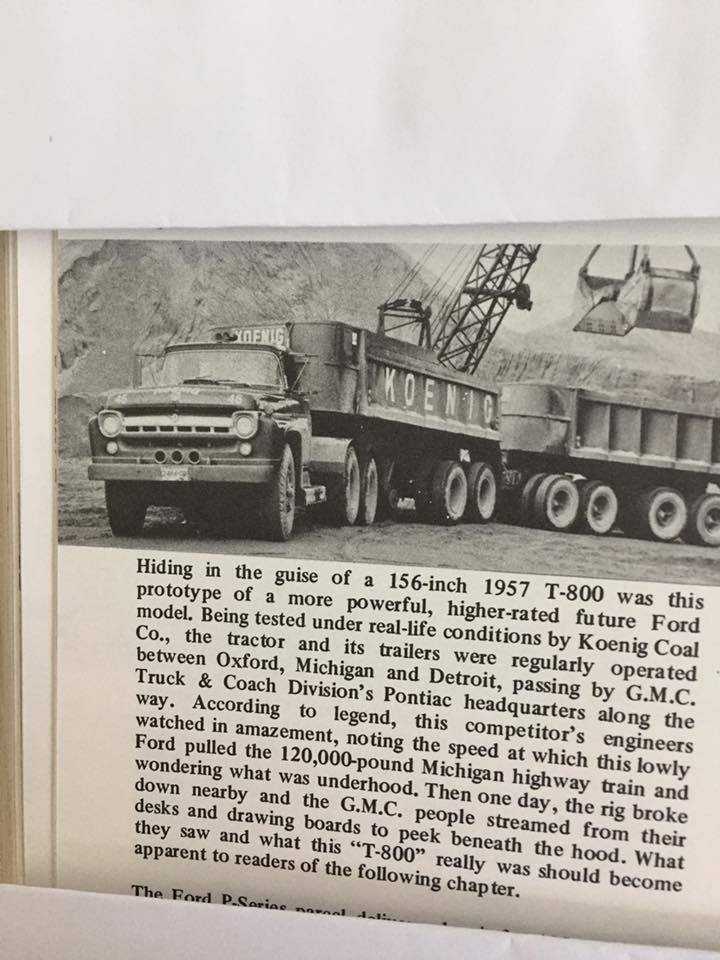 KOENIG
KOENIG
46 46
Hiding in the guise of a 156-inch 1957 T-800 was this
prototype of a more powerful, higher-rated future Ford
model. Being tested under real-life conditions by Koenig Coal
Co., the tractor and its trailers were regularly operated
between Oxford, Michigan and Detroit, passing by G.M.C.
Truck & Coach Division's Pontiac headquarters along the
way. According to legend, this competitor's engineers
watched in amazement, noting the speed at which this lowly
Ford pulled the 120,000-pound Michigan highway train and
wondering what was underhood. Then one day, the rig broke
down nearby and the G.M.C. people streamed from their
desks and drawing boards to peek beneath the hood. What
they saw and what this "T-800" really was should become
apparent to readers of the following chapter.
The Ford P-Series parcel